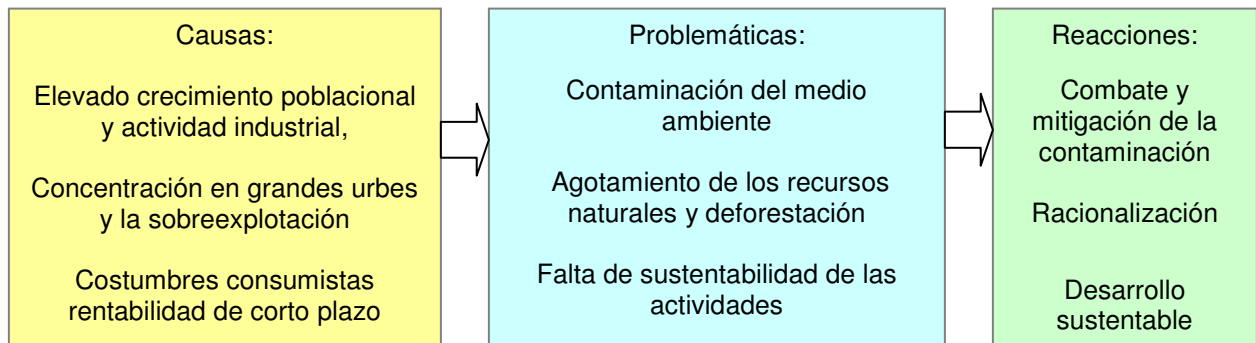 Causas:
Elevado crecimiento poblacional
y actividad industrial,
Concentración en grandes urbes
y la sobreexplotación
Costumbres consumistas
rentabilidad de corto plazo
Problemáticas:
Contaminación del medio
ambiente
Agotamiento de los recursos
naturales y deforestación
Falta de sustentabilidad de las
actividades
Reacciones:
Combate y
mitigación de la
contaminación
Racionalización
Desarrollo
sustentable